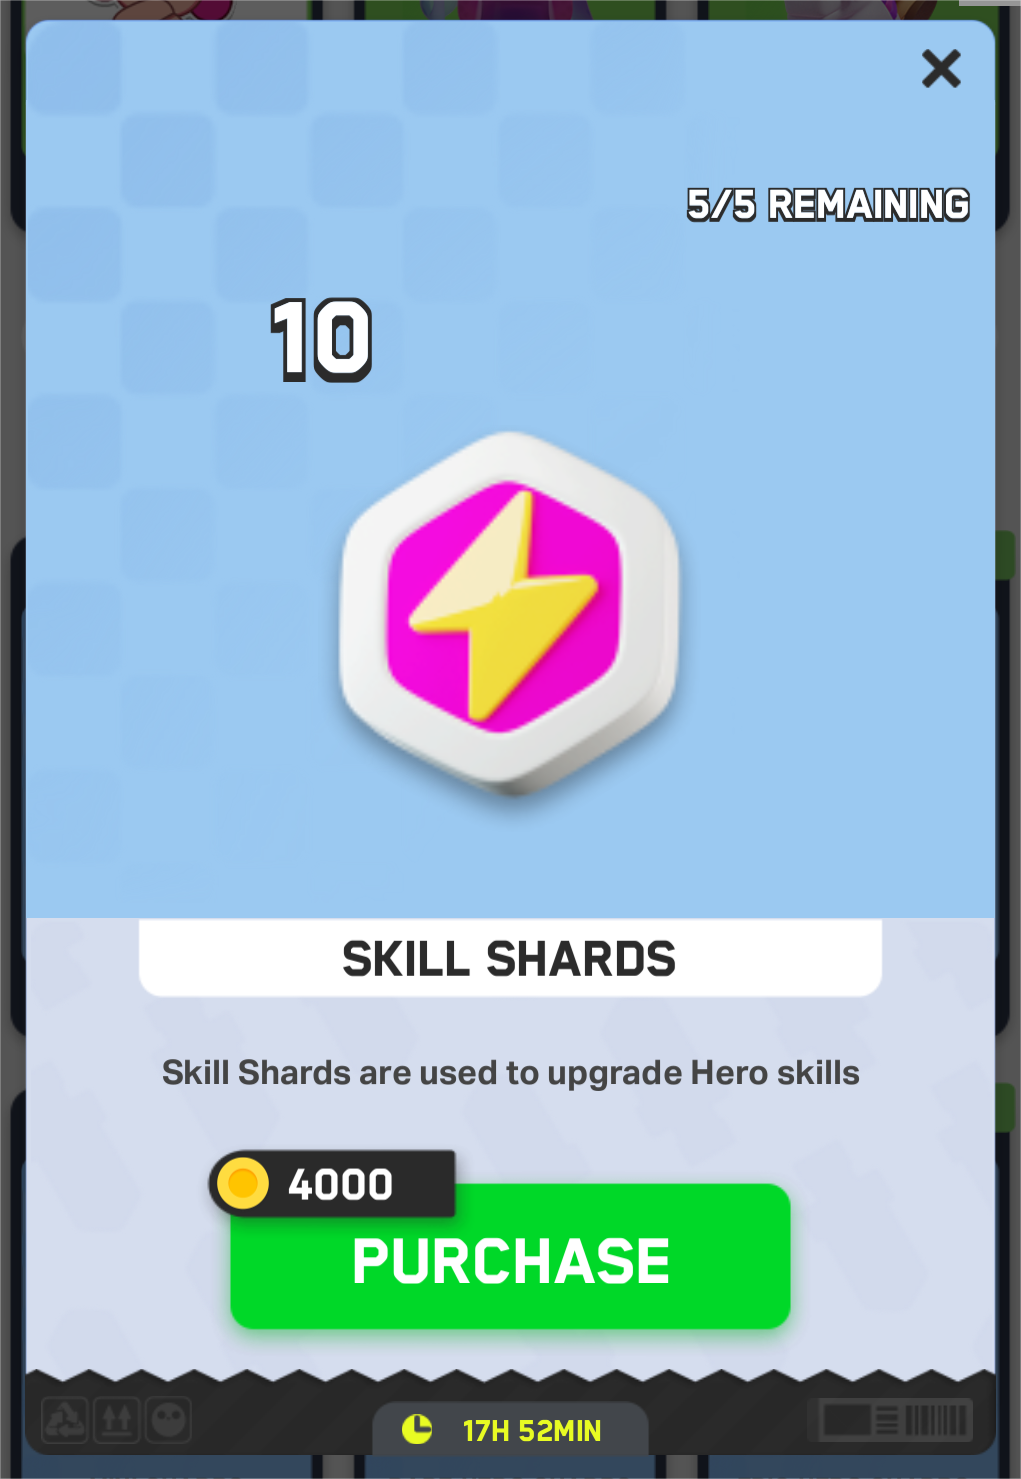 5/5 REMAINING
10
SKILL SHARDS
Skill Shards are used to upgrade Hero skills
4000
PURCHASE
17H 52MIN